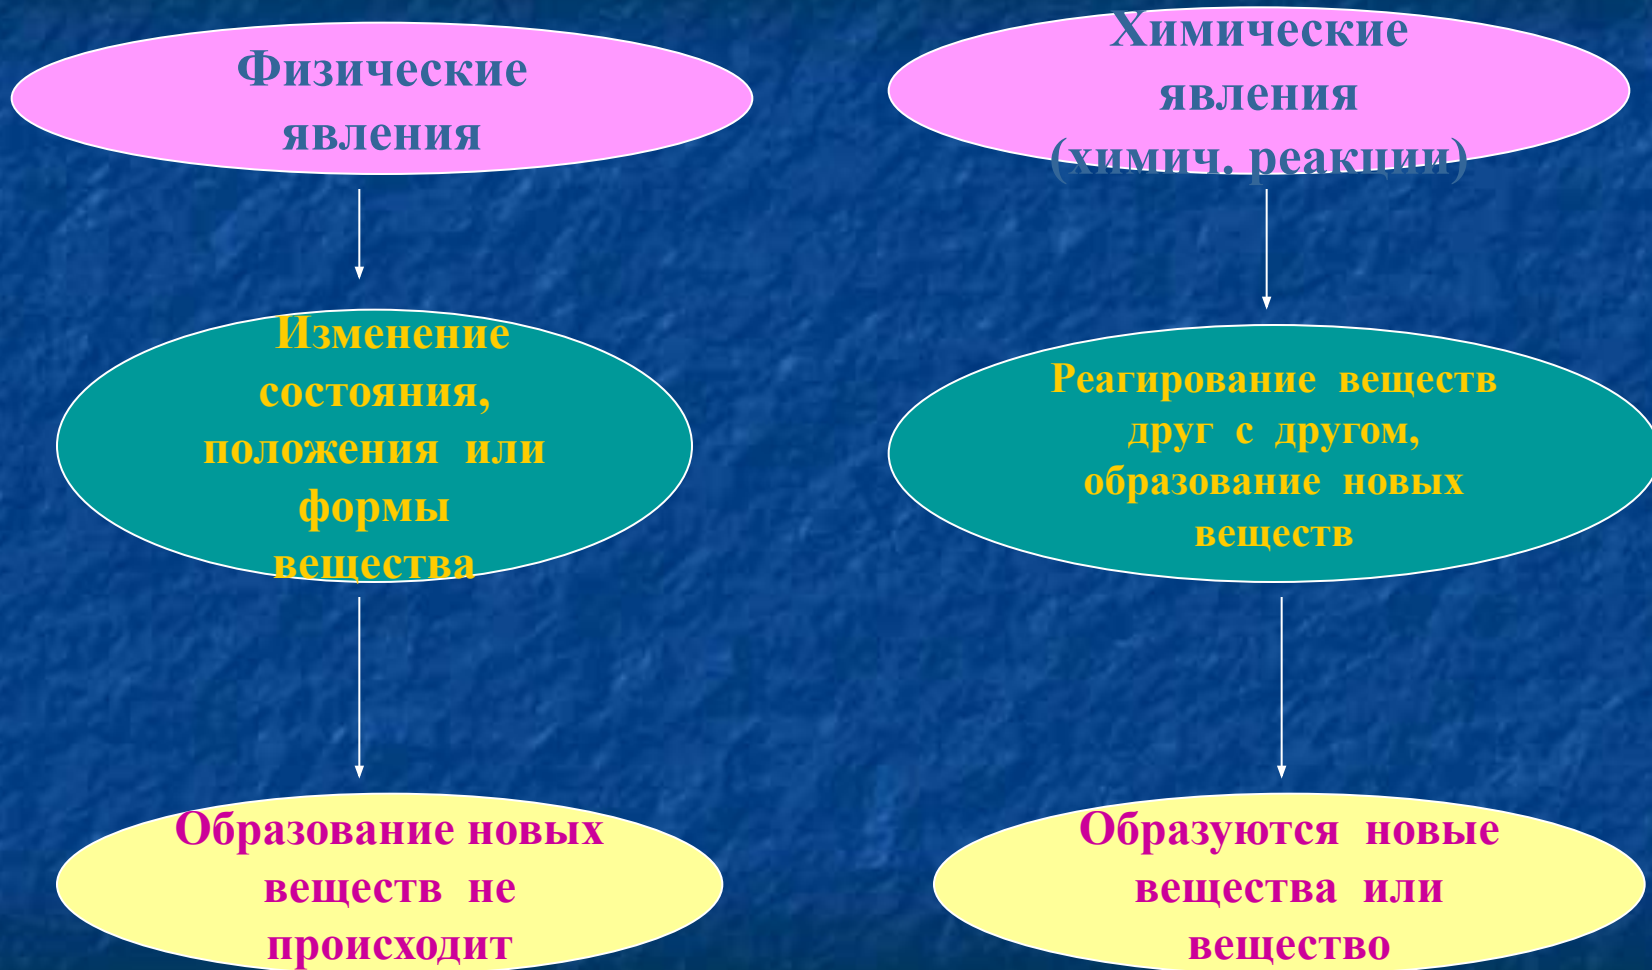 Физические
явления
Химические
явления
(химич. реакции)
Изменение
состояния,
положения или
формы
вещества
Реагирование веществ
друг с другом,
образование новых
веществ
Образование новых
веществ не
происходит
Образуются новые
вещества или
вещество